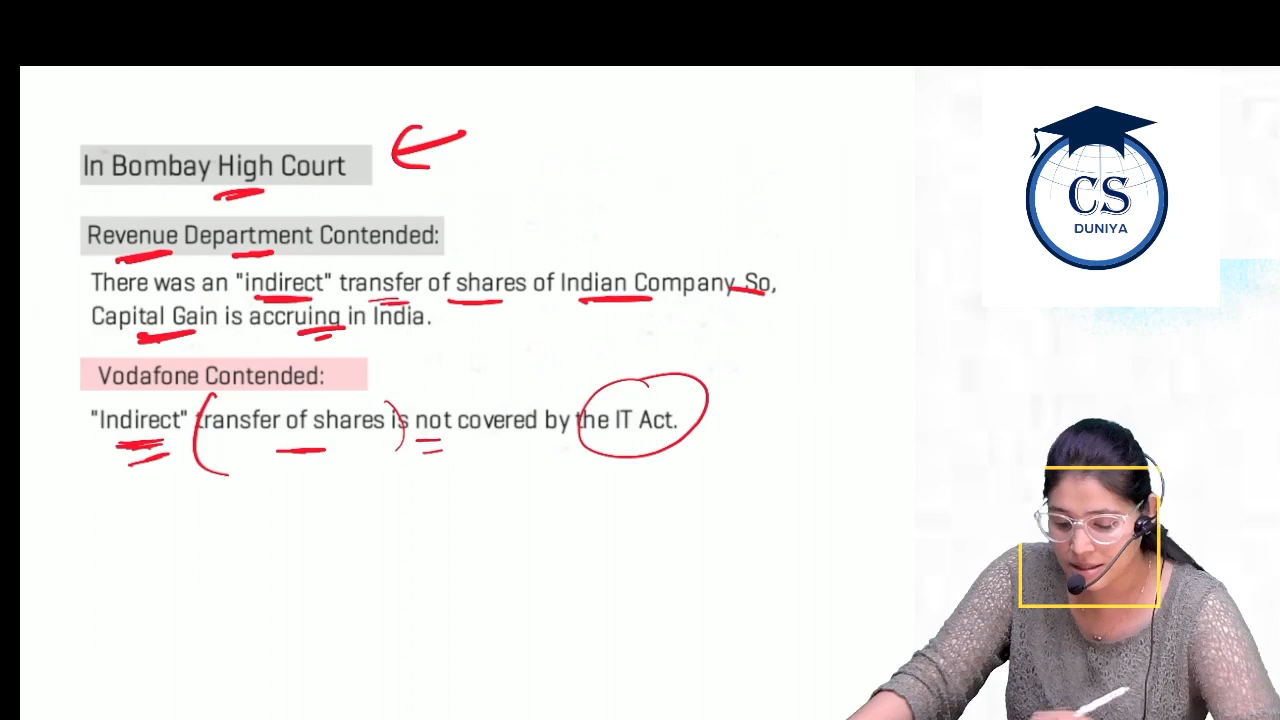 In Bombay High Court
Revenue Department Contended:
There was an "indirect" transfer of shares of Indian Company So,
Capital Gain is accruing in India.
Vodafone Contended:
"Indirect" transfer of shares is not covered by the IT Act.
CS
DUNIYA